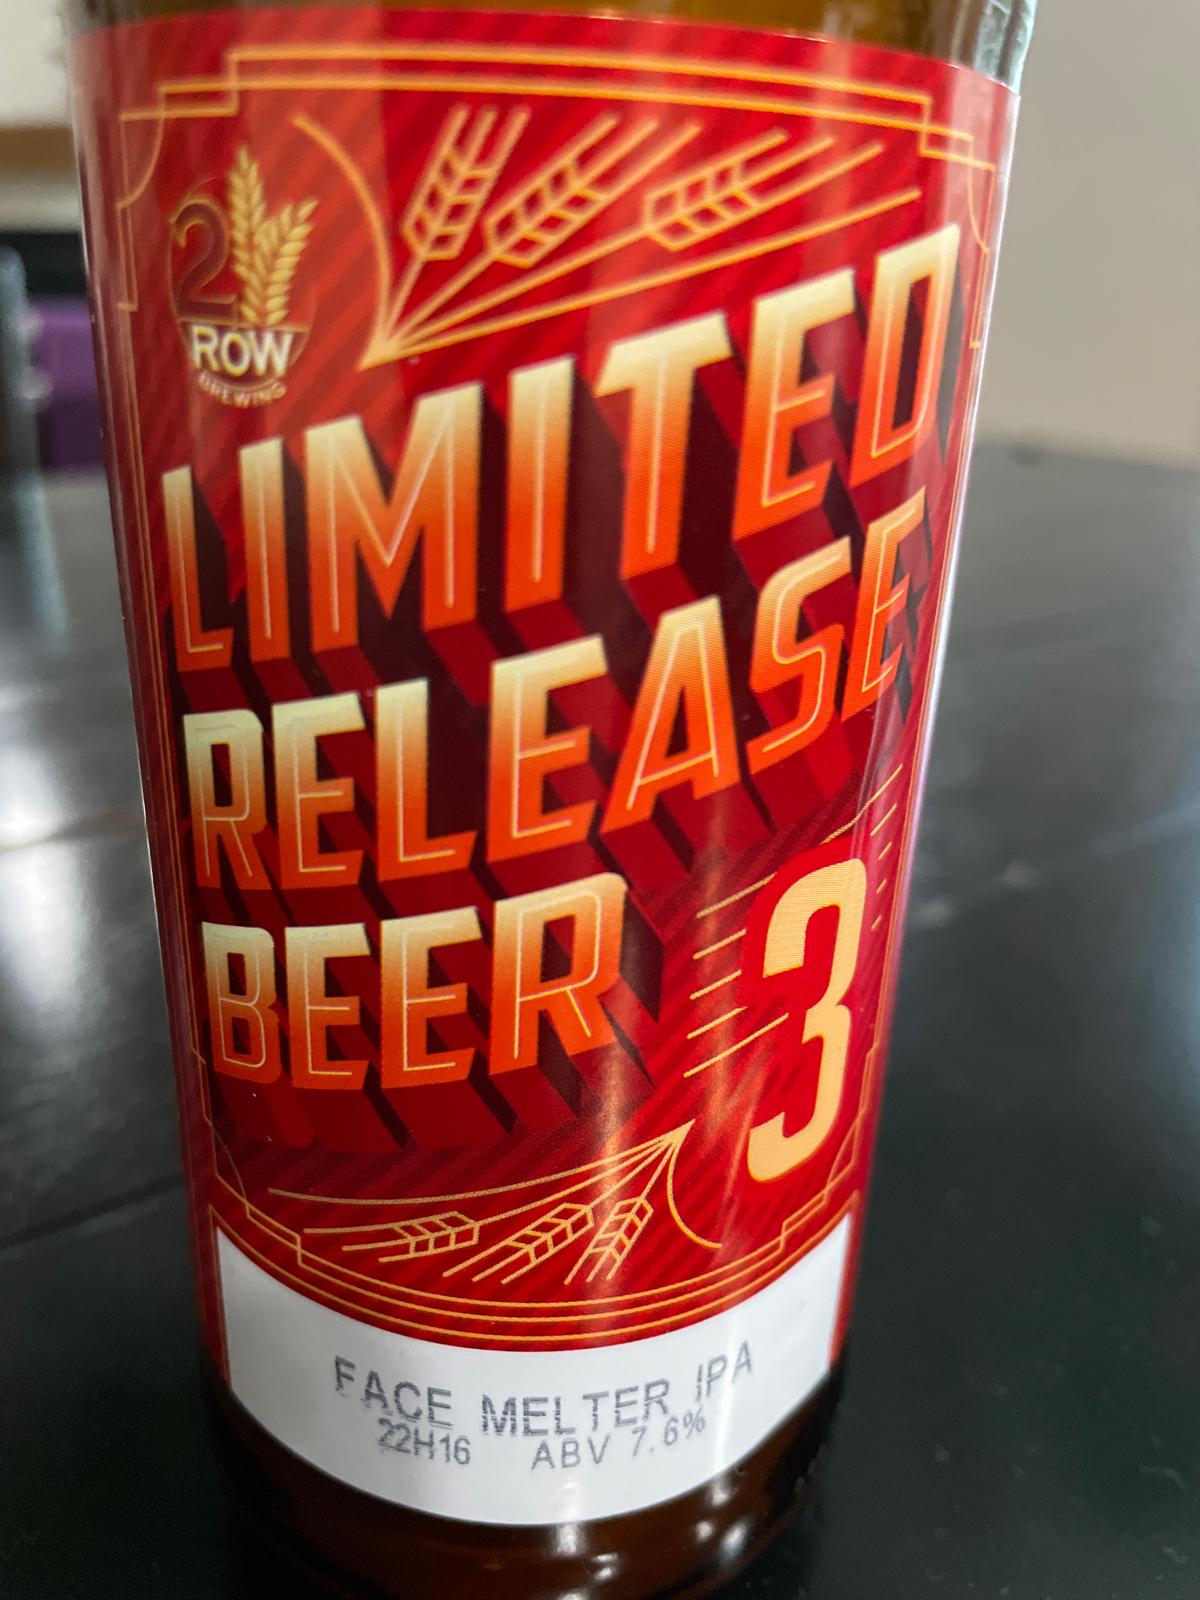 2
ROW
BREWING
LIMITED
RELEASE
BEER 3
FACE MELTER IPA
22H16 ABV 7.6%